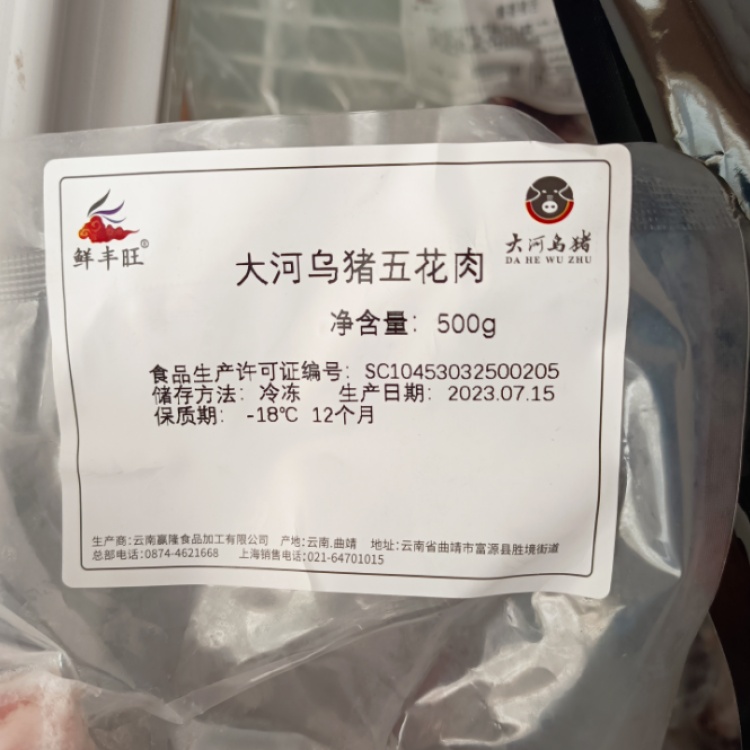 鲜丰旺®
大河乌猪
DA HE WU ZHU
大河乌猪五花肉
净含量: 500g
食品生产许可证编号: SC10453032500205
储存方法: 冷冻 生产日期: 2023.07.15
保质期: -18℃ 12个月
生产商:云南赢隆食品加工有限公司 产地:云南.曲靖 地址:云南省曲靖市富源县胜境街道
总部电话:0874-4621668 上海销售电话:021-64701015